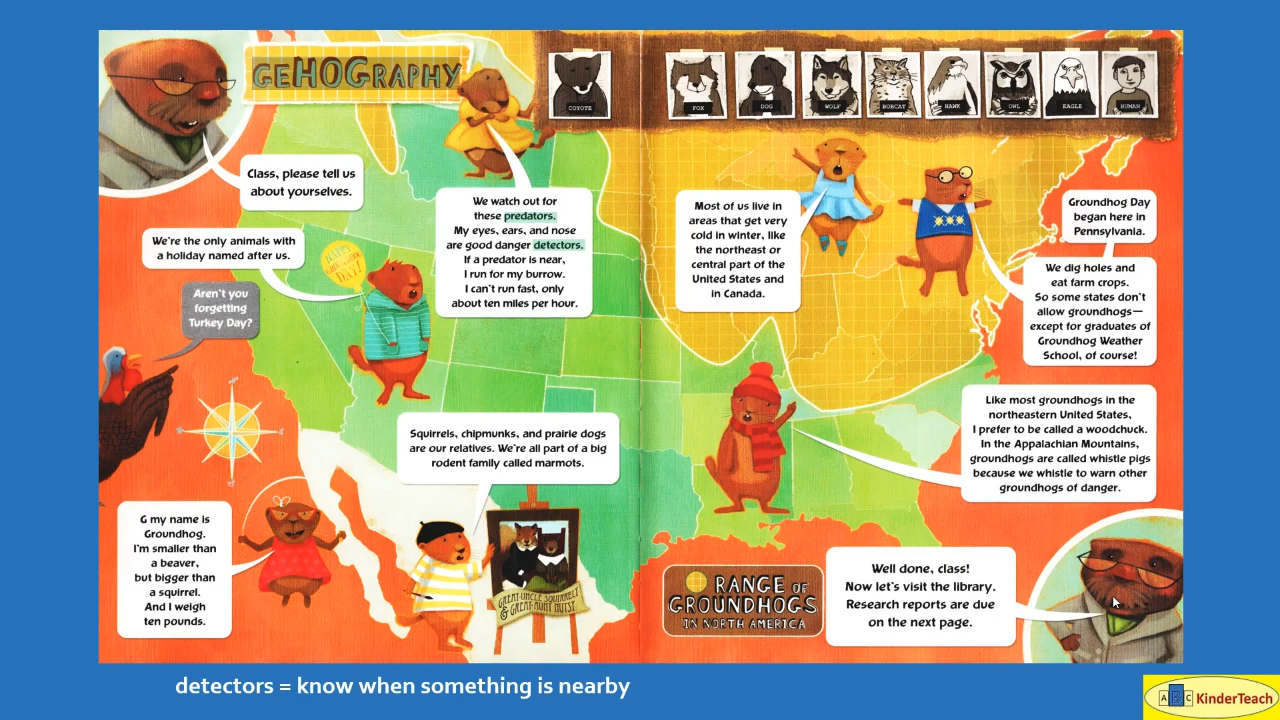 GEHOGRAPHY
COYOTE
FOX
DOG
WOLF
BOBCAT
HAWK
OWL
EAGLE
HUMAN
Class, please tell us
about yourselves.
We're the only animals with
a holiday named after us.
HAPPY
GROUNDHOG
DAY!
Aren't you
forgetting
Turkey Day?
We watch out for
these predators.
My eyes, ears, and nose
are good danger detectors.
If a predator is near,
I run for my burrow.
I can't run fast, only
about ten miles per hour.
Most of us live in
areas that get very
cold in winter, like
the northeast or
central part of the
United States and
in Canada.
Groundhog Day
began here in
Pennsylvania.
We dig holes and
eat farm crops.
So some states don't
allow groundhogs—
except for graduates of
Groundhog Weather
School, of course!
Squirrels, chipmunks, and prairie dogs
are our relatives. We're all part of a big
rodent family called marmots.
Like most groundhogs in the
northeastern United States,
I prefer to be called a woodchuck.
In the Appalachian Mountains,
groundhogs are called whistle pigs
because we whistle to warn other
groundhogs of danger.
G my name is
Groundhog.
I'm smaller than
a beaver,
but bigger than
a squirrel.
And I weigh
ten pounds.
GREAT-UNCLE SQUIRRELY
& GREAT-AUNT NUTSY
RANGE OF
GROUNDHOGS
IN NORTH AMERICA
Well done, class!
Now let's visit the library.
Research reports are due
on the next page.
detectors = know when something is nearby
ABC KinderTeach